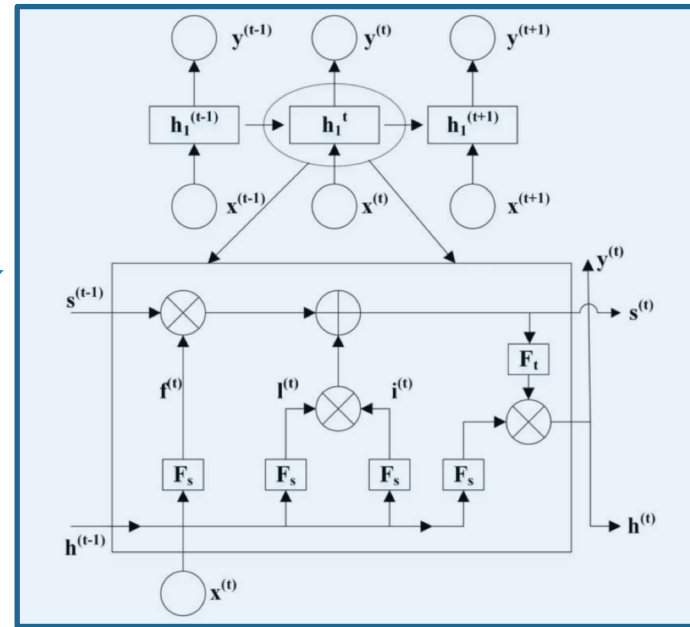 y(t-1) y(t) y(t+1)
h₁(t-1) h₁t h₁(t+1)
x(t-1) x(t) x(t+1)
y(t)
s(t-1) s(t)
Ft
f(t) l(t) i(t)
Fs Fs Fs Fs
h(t-1) h(t)
x(t)